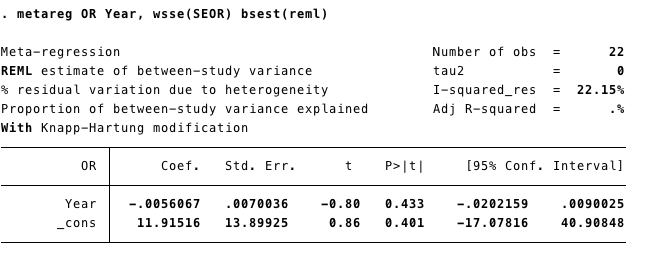 . metareg OR Year, wsse(SEOR) bsest(reml)
Meta-regression Number of obs = 22
REML estimate of between-study variance tau2 = 0
% residual variation due to heterogeneity I-squared_res = 22.15%
Proportion of between-study variance explained Adj R-squared = .%
With Knapp-Hartung modification
OR Coef. Std. Err. t P>|t| [95% Conf. Interval]
Year -.0056067 .0070036 -0.80 0.433 -.0202159 .0090025
_cons 11.91516 13.89925 0.86 0.401 -17.07816 40.90848